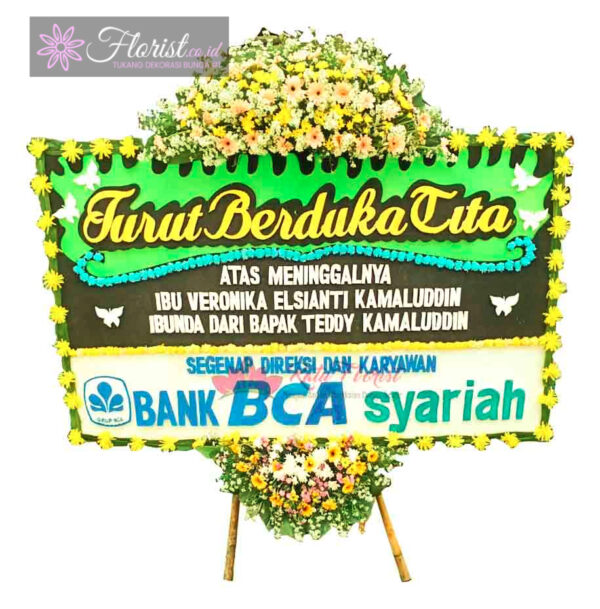 Florist.co.id
TUKANG DEKORASI BUNGA
Turut Berduka Cita
ATAS MENINGGALNYA
IBU VERONIKA ELSIANTI KAMALUDDIN
IBUNDA DARI BAPAK TEDDY KAMALUDDIN
SEGENAP DIREKSI DAN KARYAWAN
Florist
BANK BCA syariah
GRUP BCA